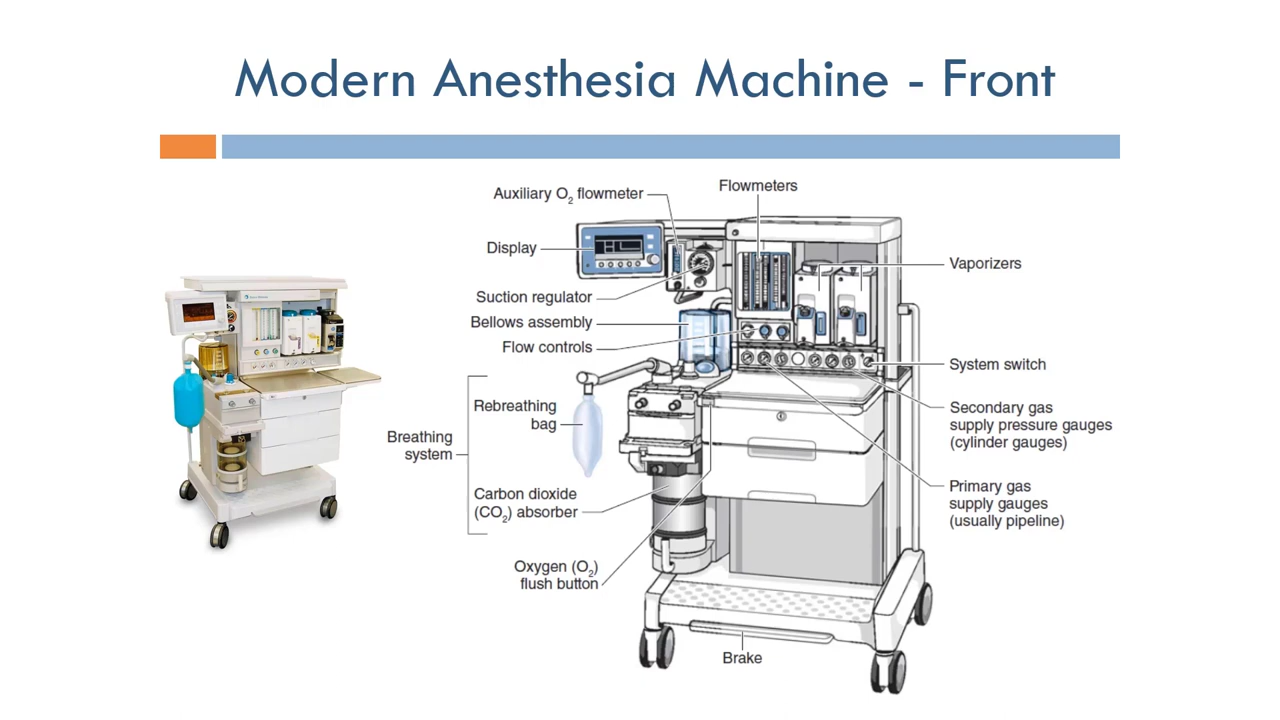 Modern Anesthesia Machine - Front
Auxiliary O₂ flowmeter
Flowmeters
Display
Vaporizers
Suction regulator
Bellows assembly
Flow controls
System switch
Rebreathing
bag
Secondary gas
supply pressure gauges
(cylinder gauges)
Breathing
system
Carbon dioxide
(CO₂) absorber
Primary gas
supply gauges
(usually pipeline)
Oxygen (O₂)
flush button
Brake